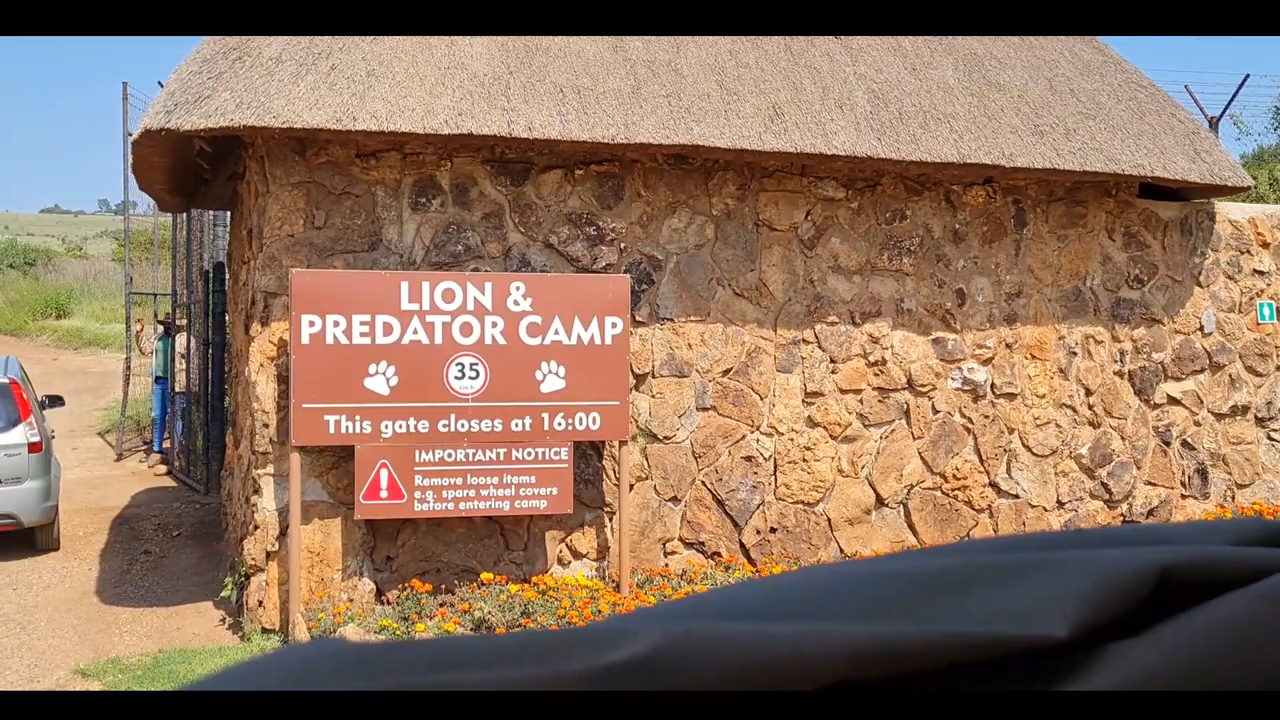 LION &
PREDATOR CAMP
35
This gate closes at 16:00
IMPORTANT NOTICE
Remove loose items
e.g. spare wheel covers
before entering camp